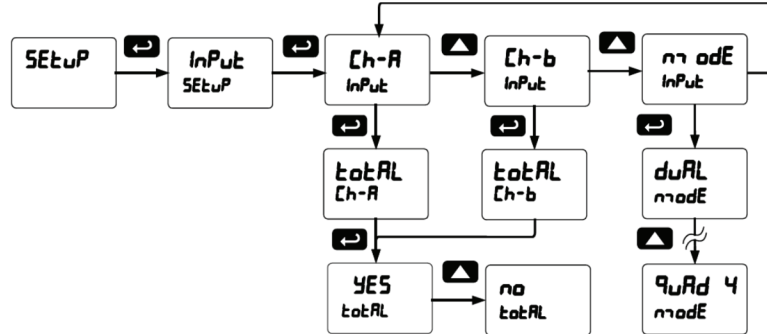 SEtuP
InPut
SEtuP
Ch-A
InPut
Ch-b
InPut
modE
InPut
totAL
Ch-A
totAL
Ch-b
duAL
modE
YES
totAL
no
totAL
quAd 4
modE